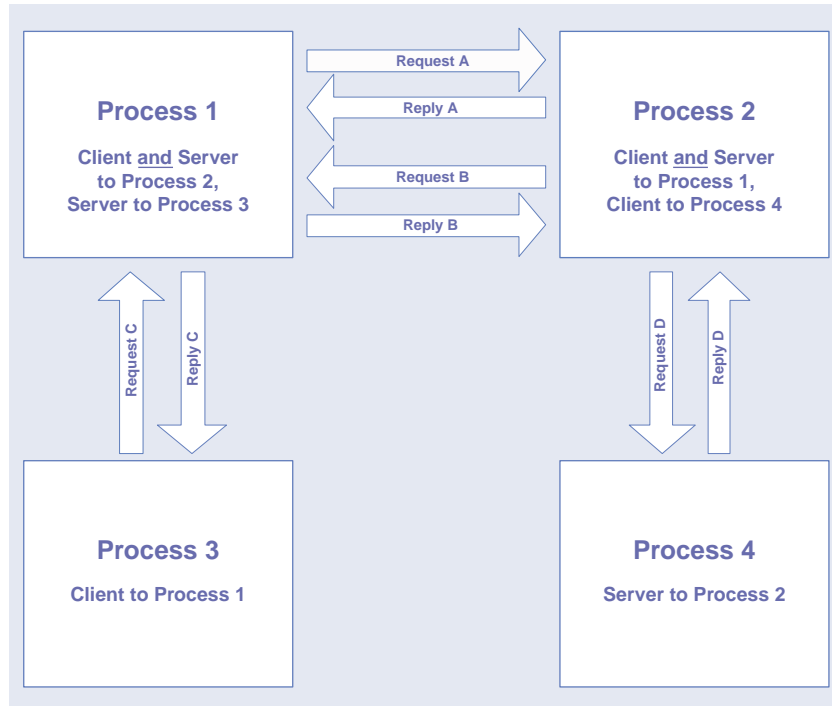 Process 1
Client and Server
to Process 2,
Server to Process 3
Request A
Reply A
Request B
Reply B
Process 2
Client and Server
to Process 1,
Client to Process 4
Request C
Reply C
Request D
Reply D
Process 3
Client to Process 1
Process 4
Server to Process 2